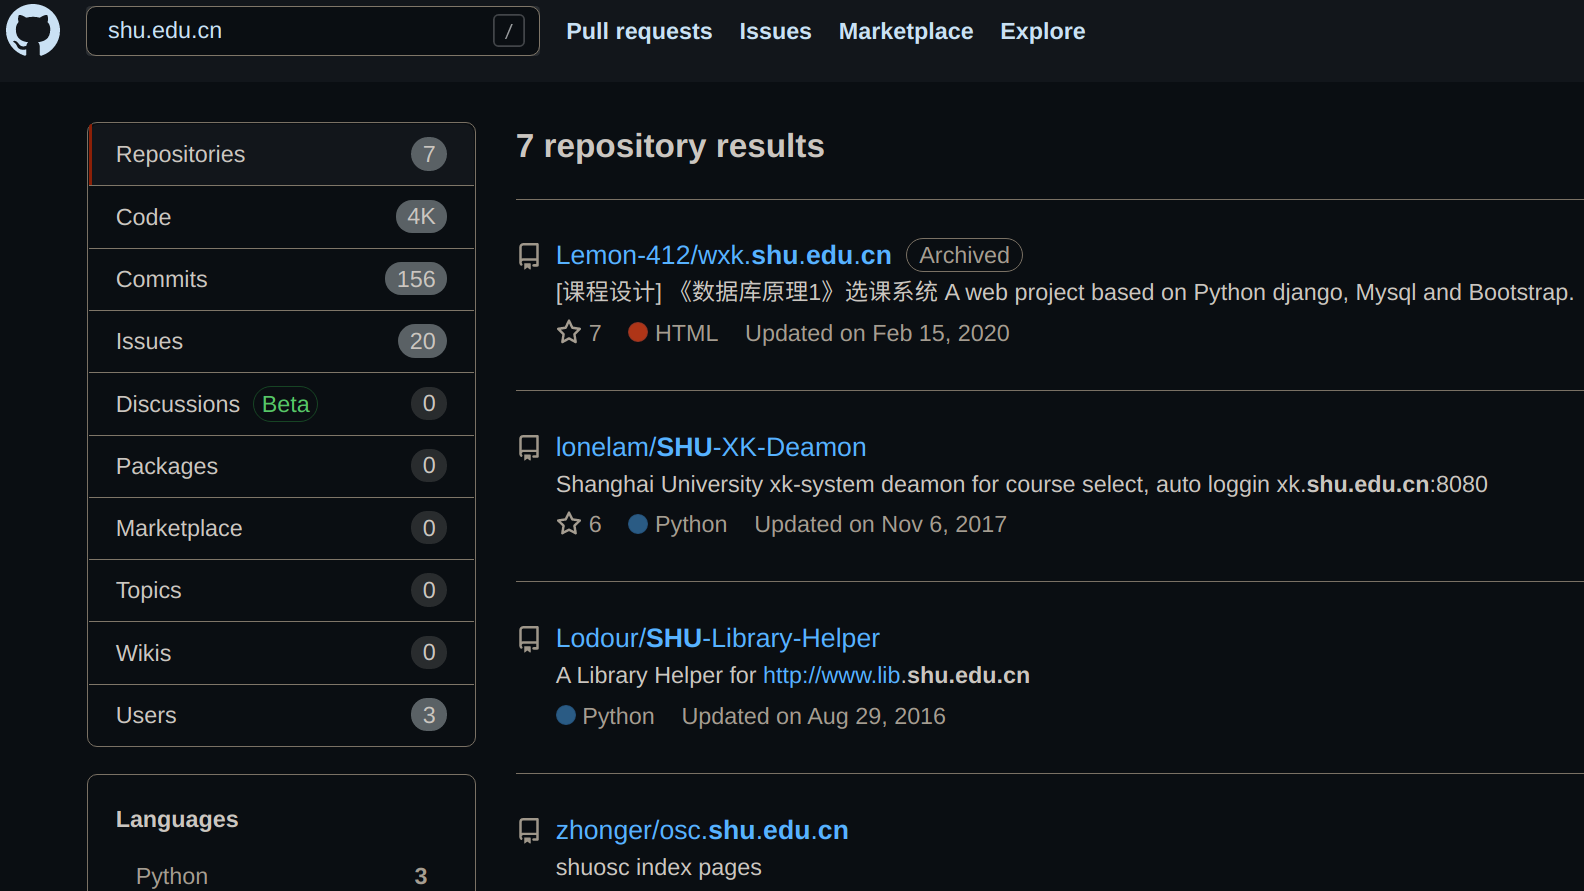 shu.edu.cn / Pull requests Issues Marketplace Explore
Repositories 7
Code 4K
Commits 156
Issues 20
Discussions Beta 0
Packages 0
Marketplace 0
Topics 0
Wikis 0
Users 3
Languages
Python 3
7 repository results
Lemon-412/wxk.shu.edu.cn Archived
[课程设计] 《数据库原理1》选课系统 A web project based on Python django, Mysql and Bootstrap.
7 HTML Updated on Feb 15, 2020
lonelam/SHU-XK-Deamon
Shanghai University xk-system deamon for course select, auto loggin xk.shu.edu.cn:8080
6 Python Updated on Nov 6, 2017
Lodour/SHU-Library-Helper
A Library Helper for http://www.lib.shu.edu.cn
Python Updated on Aug 29, 2016
zhonger/osc.shu.edu.cn
shuosc index pages